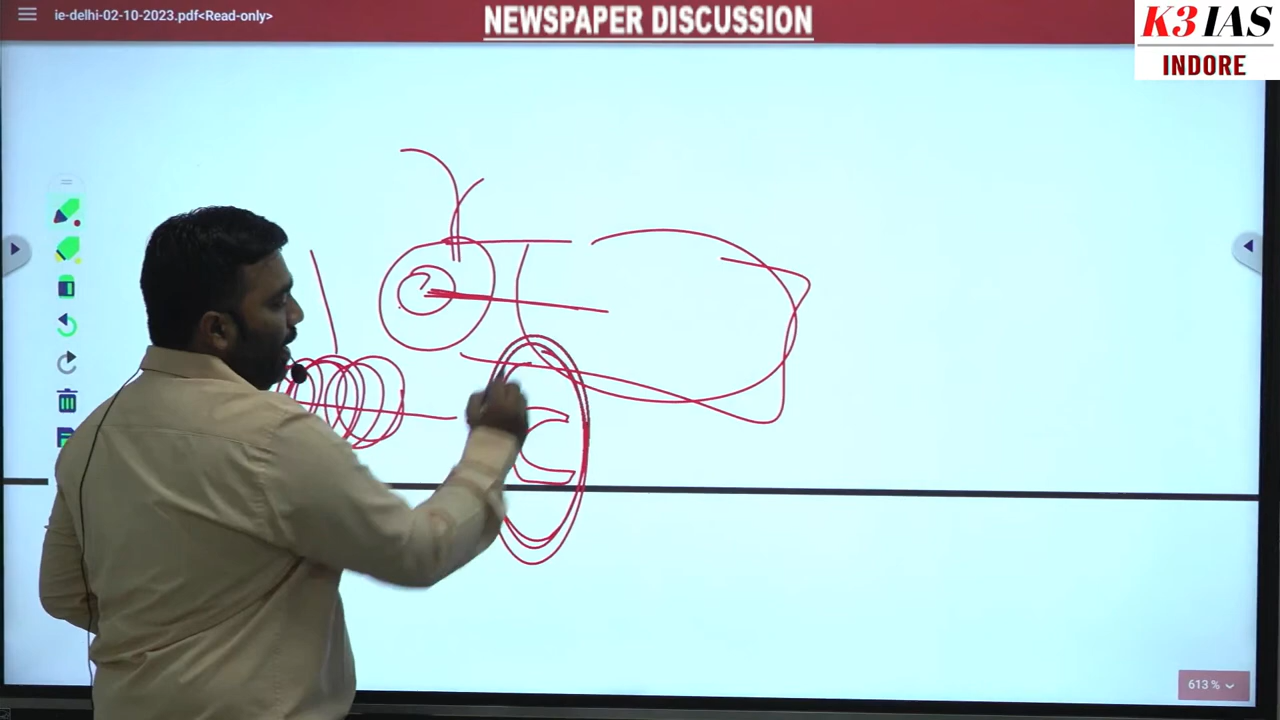 ie-delhi-02-10-2023.pdf<Read-only>
NEWSPAPER DISCUSSION
K3 IAS
INDORE
613 %